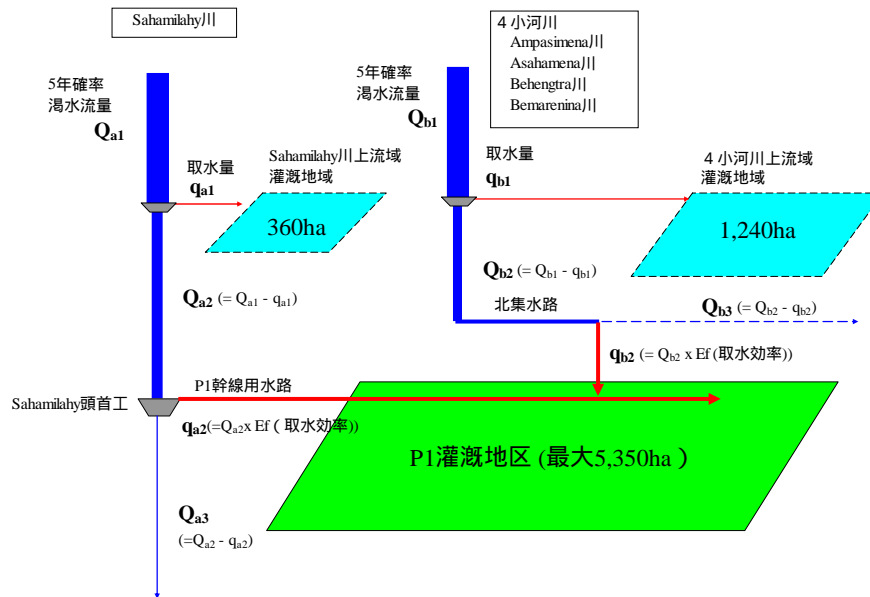 Sahamilahy川
4小河川
Ampasimena川
Asahamena川
Behengtra川
Bemarenina川
5年確率
渇水流量
Qa1
5年確率
渇水流量
Qb1
取水量
qa1
Sahamilahy川上流域
灌漑地域
360ha
取水量
qb1
4小河川上流域
灌漑地域
1,240ha
Qa2 (= Qa1 - qa1)
Qb2 (= Qb1 - qb1)
北集水路
Qb3 (= Qb2 - qb2)
qb2 (= Qb2 x Ef (取水効率))
P1幹線用水路
Sahamilahy頭首工
qa2(=Qa2x Ef(取水効率))
P1灌漑地区 (最大5,350ha)
Qa3
(=Qa2 - qa2)